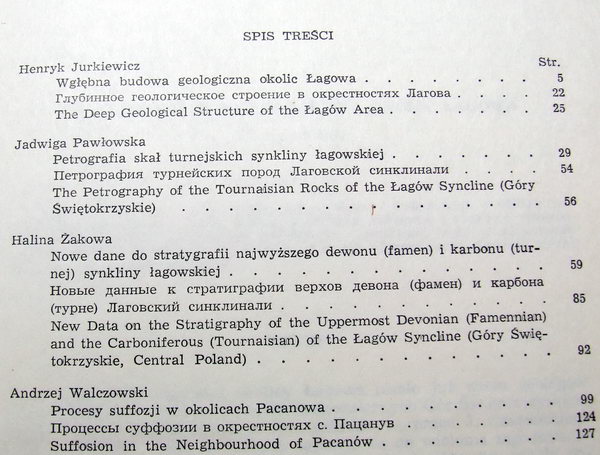 SPIS TREŚCI
Henryk Jurkiewicz Str.
Wgłębna budowa geologiczna okolic Łagowa . . . . . . . . 5
Глубинное геологическое строение в окрестностях Лагова . . . . 22
The Deep Geological Structure of the Łagów Area . . . . . . . 25
Jadwiga Pawłowska
Petrografia skał turnejskich synkliny łagowskiej . . . . . . . 29
Петрография турнейских пород Лаговской синклинали . . . . 54
The Petrography of the Tournaisian Rocks of the Łagów Syncline (Góry
Świętokrzyskie) . . . . . . . . . . . . . . 56
Halina Żakowa
Nowe dane do stratygrafii najwyższego dewonu (famen) i karbonu (tur-
nej) synkliny łagowskiej . . . . . . . . . . . . . 59
Новые данные к стратиграфии верхов девона (фамен) и карбона
(турне) Лаговский синклинали . . . . . . . . . . . 85
New Data on the Stratigraphy of the Uppermost Devonian (Famennian)
and the Carboniferous (Tournaisian) of the Łagów Syncline (Góry Świę-
tokrzyskie, Central Poland) . . . . . . . . . . . . 92
Andrzej Walczowski
Procesy suffozji w okolicach Pacanowa . . . . . . . . . . 99
Процессы суффозии в окрестностях с. Пацанув . . . . . . 124
Suffosion in the Neighbourhood of Pacanów . . . . . . . . 127